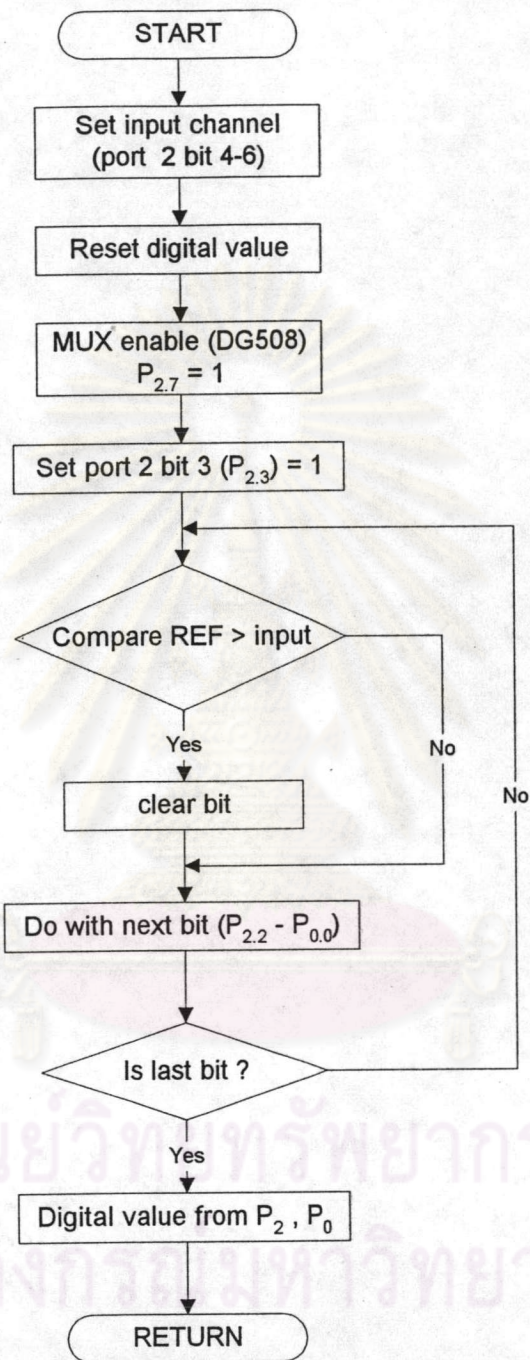 START
Set input channel
(port 2 bit 4-6)
Reset digital value
MUX enable (DG508)
P2.7 = 1
Set port 2 bit 3 (P2.3) = 1
Compare REF > input
Yes
No
No
clear bit
Do with next bit (P2.2 - P0.0)
Is last bit ?
Yes
Digital value from P2 , P0
RETURN